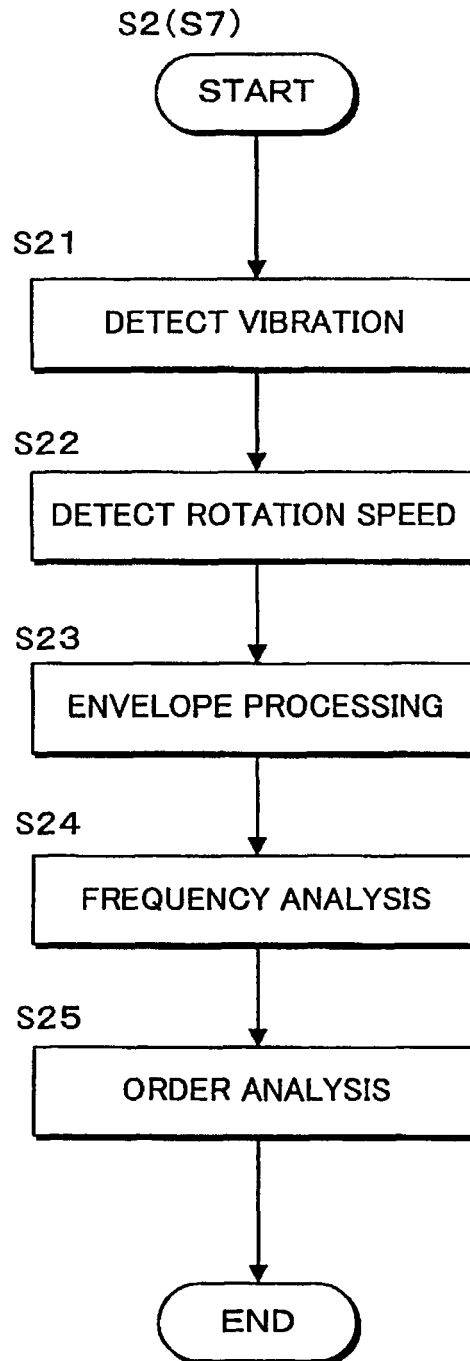 S2(S7)
START
S21
DETECT VIBRATION
S22
DETECT ROTATION SPEED
S23
ENVELOPE PROCESSING
S24
FREQUENCY ANALYSIS
S25
ORDER ANALYSIS
END